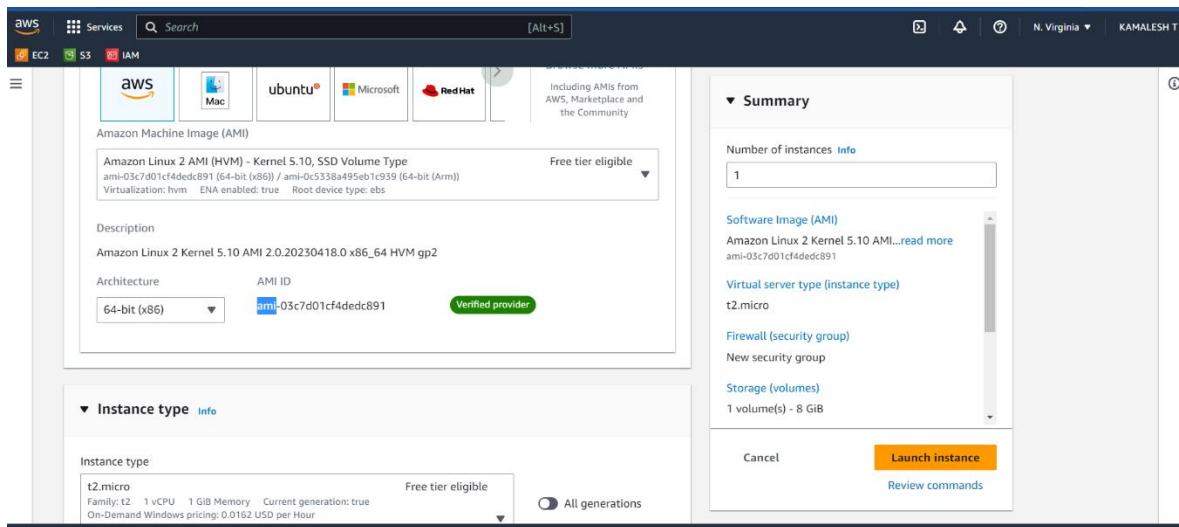 aws Services Search [Alt+S] N. Virginia KAMALESH T
EC2 S3 IAM
aws Mac ubuntu Microsoft Red Hat
Including AMIs from
AWS, Marketplace and
the Community
Amazon Machine Image (AMI)
Amazon Linux 2 AMI (HVM) - Kernel 5.10, SSD Volume Type Free tier eligible
ami-03c7d01cf4dedc891 (64-bit (x86)) / ami-0c5338a495eb1c939 (64-bit (Arm))
Virtualization: hvm ENA enabled: true Root device type: ebs
Description
Amazon Linux 2 Kernel 5.10 AMI 2.0.20230418.0 x86_64 HVM gp2
Architecture AMI ID
64-bit (x86) ami-03c7d01cf4dedc891 Verified provider
Instance type Info
Instance type
t2.micro Free tier eligible
Family: t2 1 vCPU 1 GiB Memory Current generation: true
On-Demand Windows pricing: 0.0162 USD per Hour
All generations
Summary
Number of instances Info
1
Software Image (AMI)
Amazon Linux 2 Kernel 5.10 AMI...read more
ami-03c7d01cf4dedc891
Virtual server type (instance type)
t2.micro
Firewall (security group)
New security group
Storage (volumes)
1 volume(s) - 8 GiB
Cancel Launch instance
Review commands